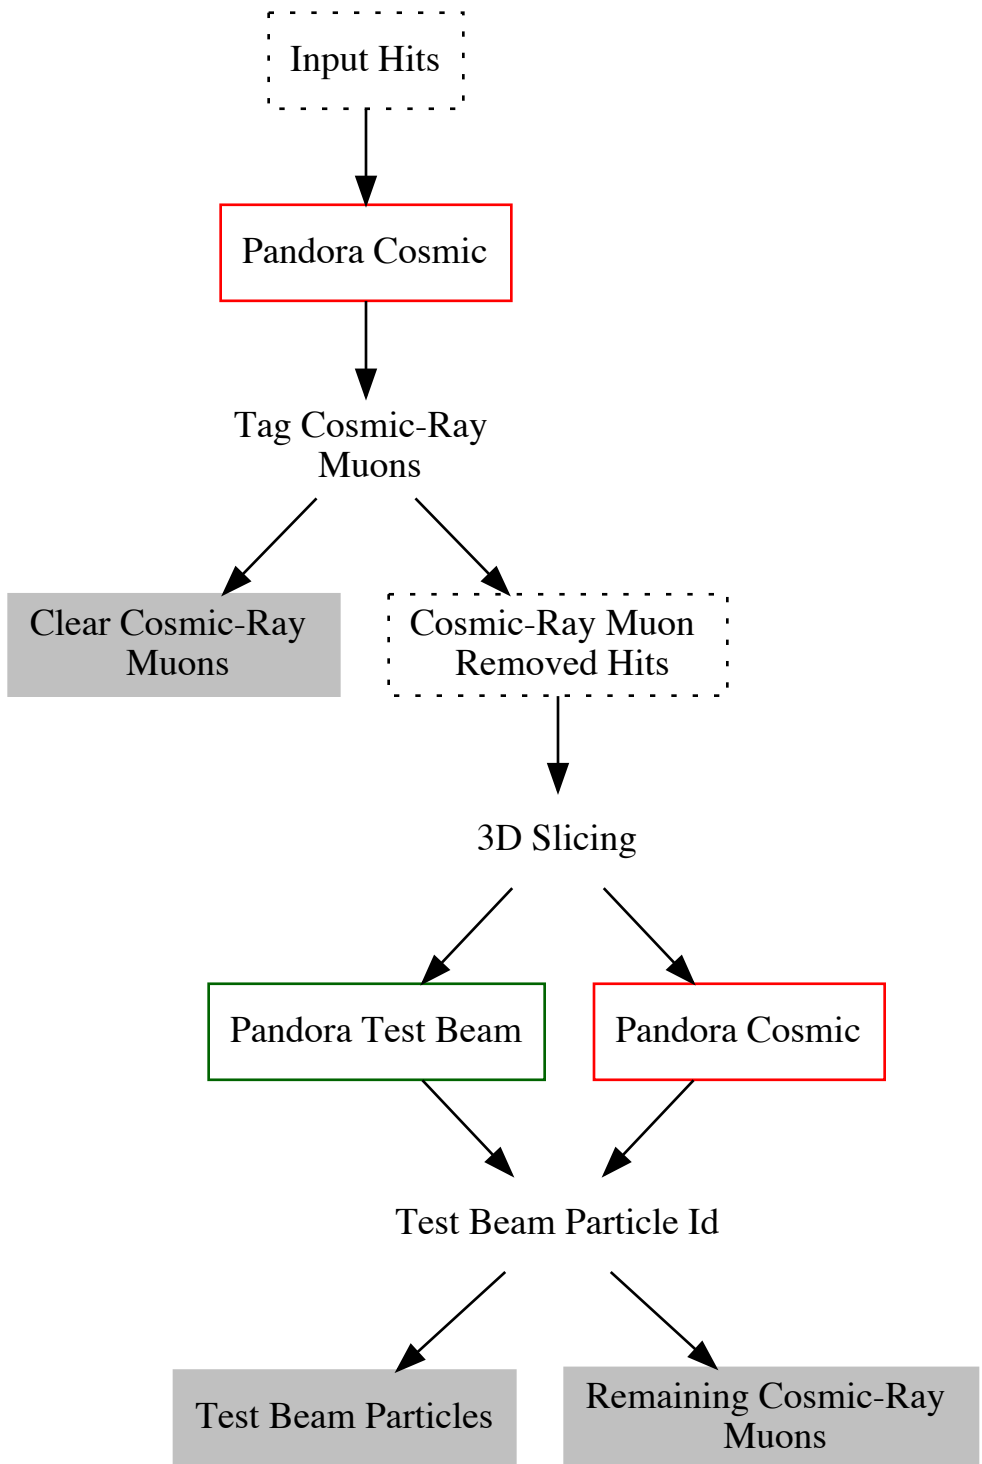 Input Hits
Pandora Cosmic
Tag Cosmic-Ray
Muons
Clear Cosmic-Ray
Muons
Cosmic-Ray Muon
Removed Hits
3D Slicing
Pandora Test Beam
Pandora Cosmic
Test Beam Particle Id
Test Beam Particles
Remaining Cosmic-Ray
Muons